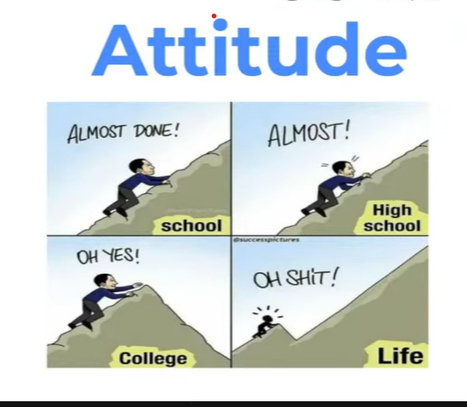 Attitude
ALMOST DONE!
school
ALMOST!
High
school
OH YES!
College
@successpictures
OH SHiT!
Life